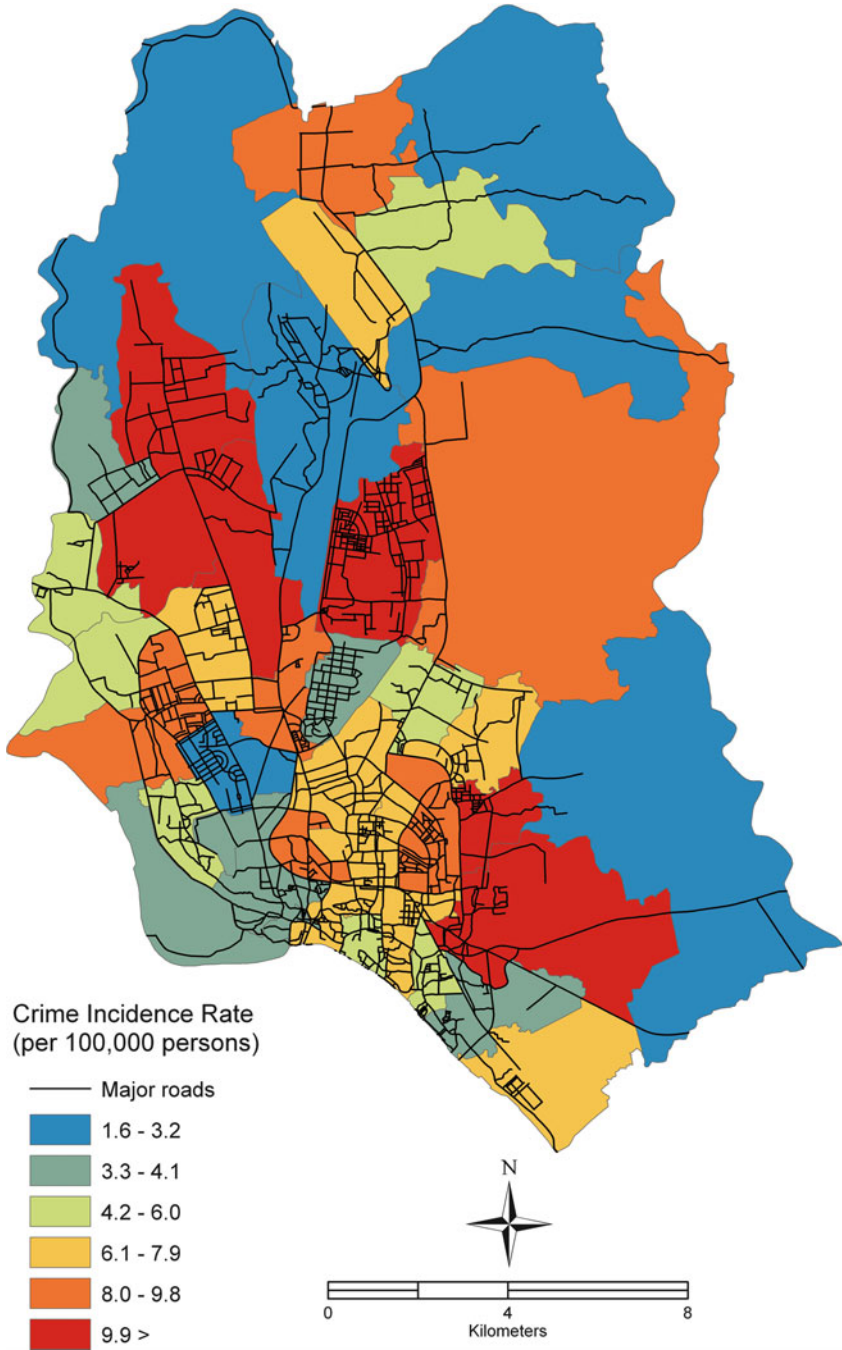 Crime Incidence Rate
(per 100,000 persons)
Major roads
1.6 - 3.2
3.3 - 4.1
4.2 - 6.0
6.1 - 7.9
8.0 - 9.8
9.9 >
N
0 4 8
Kilometers